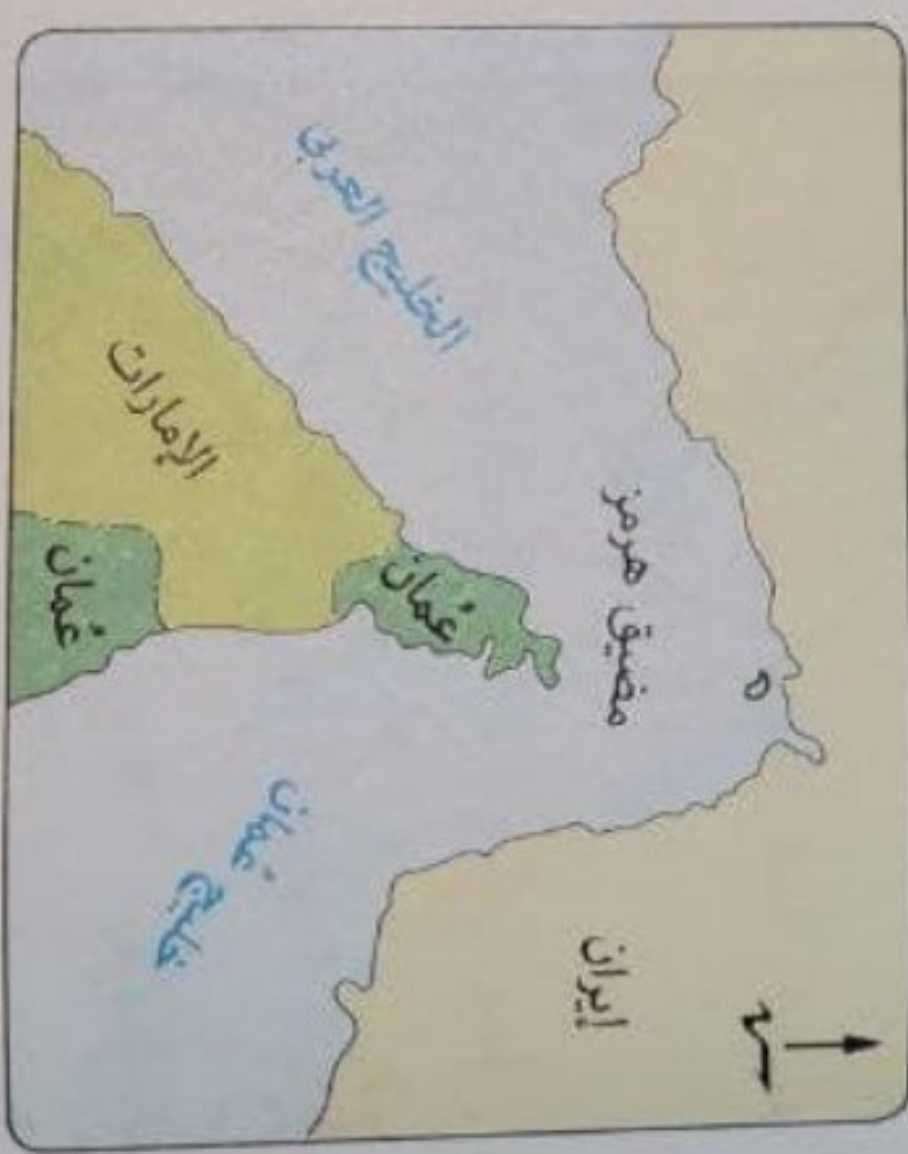 الخليج العربي
مضيق هرمز
الإمارات
عُمان
عُمان
إيران
خليج عُمان